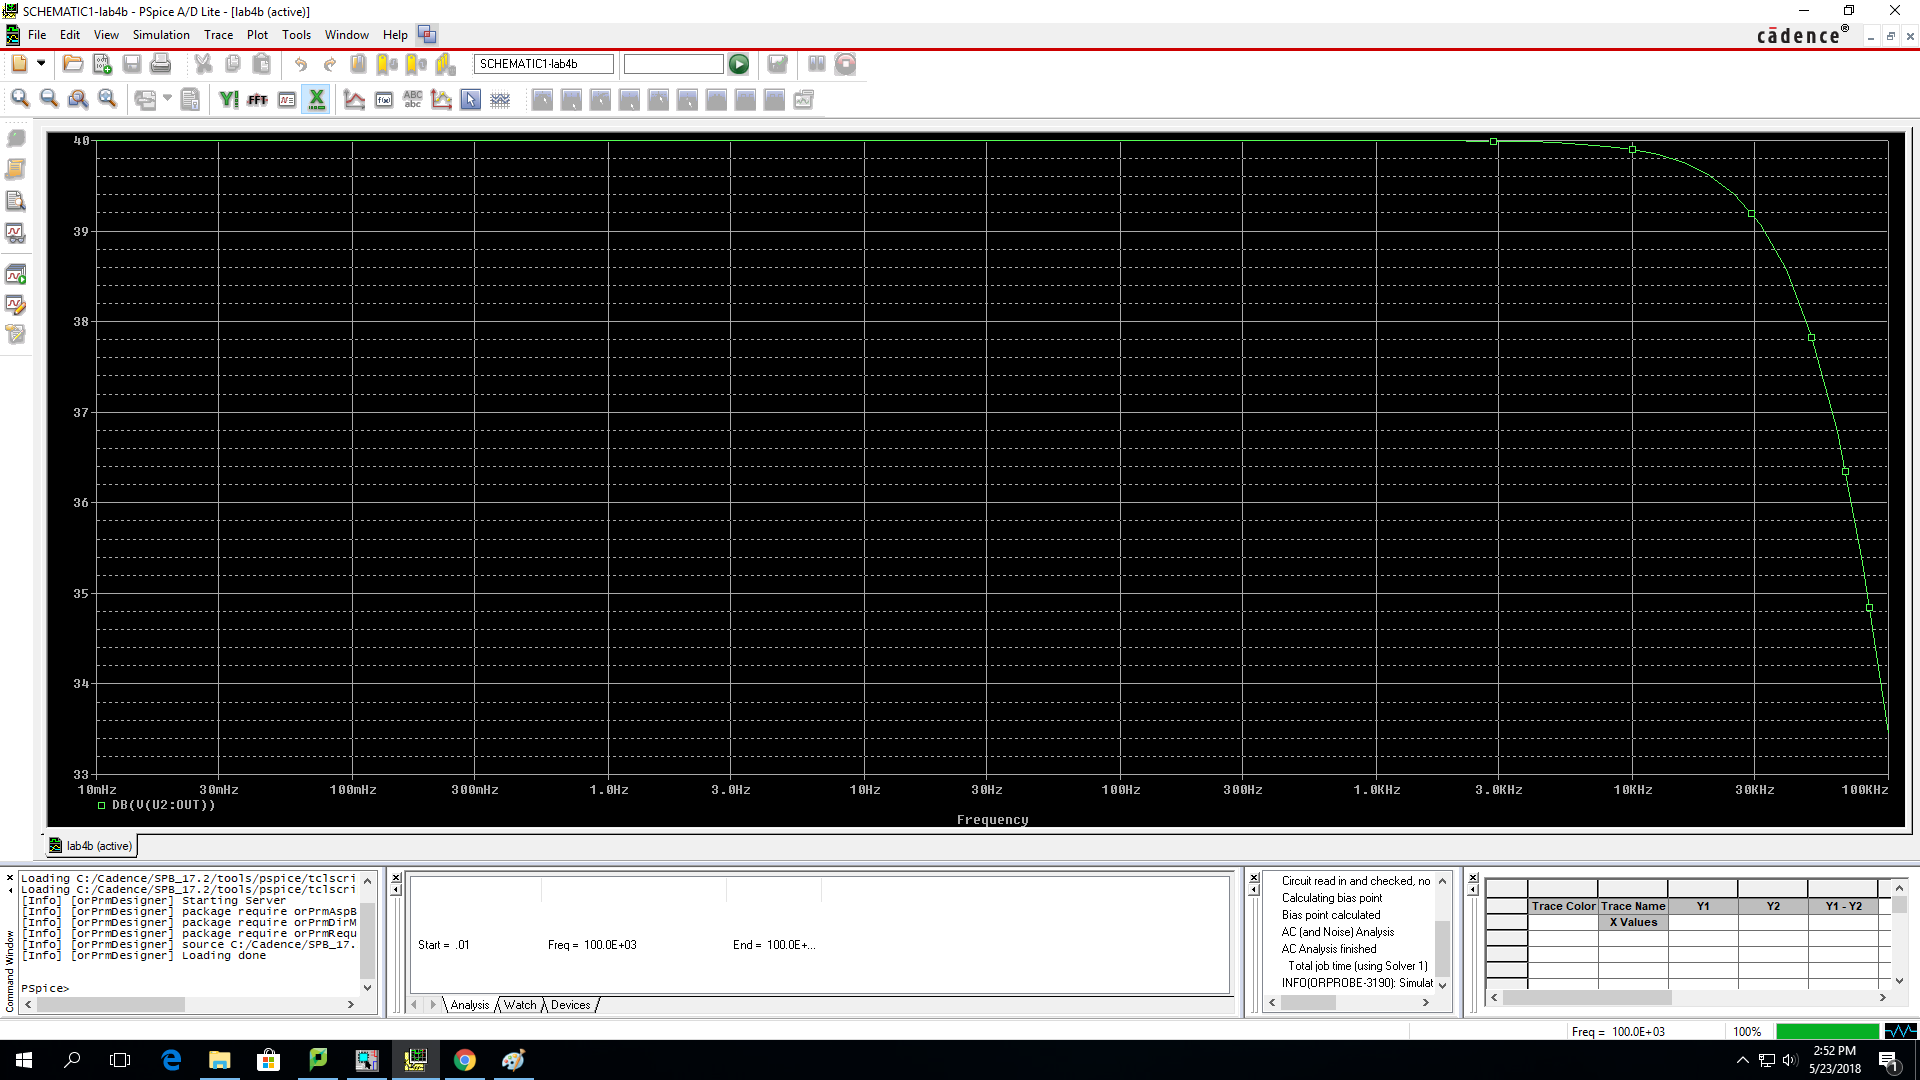 SCHEMATIC1-lab4b - PSpice A/D Lite - [lab4b (active)]
File Edit View Simulation Trace Plot Tools Window Help
cādence®
SCHEMATIC1-lab4b
FFT
ABC
abc
40
39
38
37
36
35
34
33
10mHz 30mHz 100mHz 300mHz 1.0Hz 3.0Hz 10Hz 30Hz 100Hz 300Hz 1.0KHz 3.0KHz 10KHz 30KHz 100KHz
DB(V(U2:OUT))
Frequency
lab4b (active)
Command Window
Loading C:/Cadence/SPB_17.2/tools/pspice/tclscri
Loading C:/Cadence/SPB_17.2/tools/pspice/tclscri
[Info] [orPrmDesigner] Starting Server
[Info] [orPrmDesigner] package require orPrmAspB
[Info] [orPrmDesigner] package require orPrmDirM
[Info] [orPrmDesigner] package require orPrmRequ
[Info] [orPrmDesigner] source C:/Cadence/SPB_17.
[Info] [orPrmDesigner] Loading done
PSpice>
Start = .01 Freq = 100.0E+03 End = 100.0E+...
Analysis Watch Devices
Circuit read in and checked, no
Calculating bias point
Bias point calculated
AC (and Noise) Analysis
AC Analysis finished
Total job time (using Solver 1)
INFO(ORPROBE-3190): Simulat
Trace Color Trace Name Y1 Y2 Y1 - Y2
X Values
Freq = 100.0E+03 100%
2:52 PM
5/23/2018
1